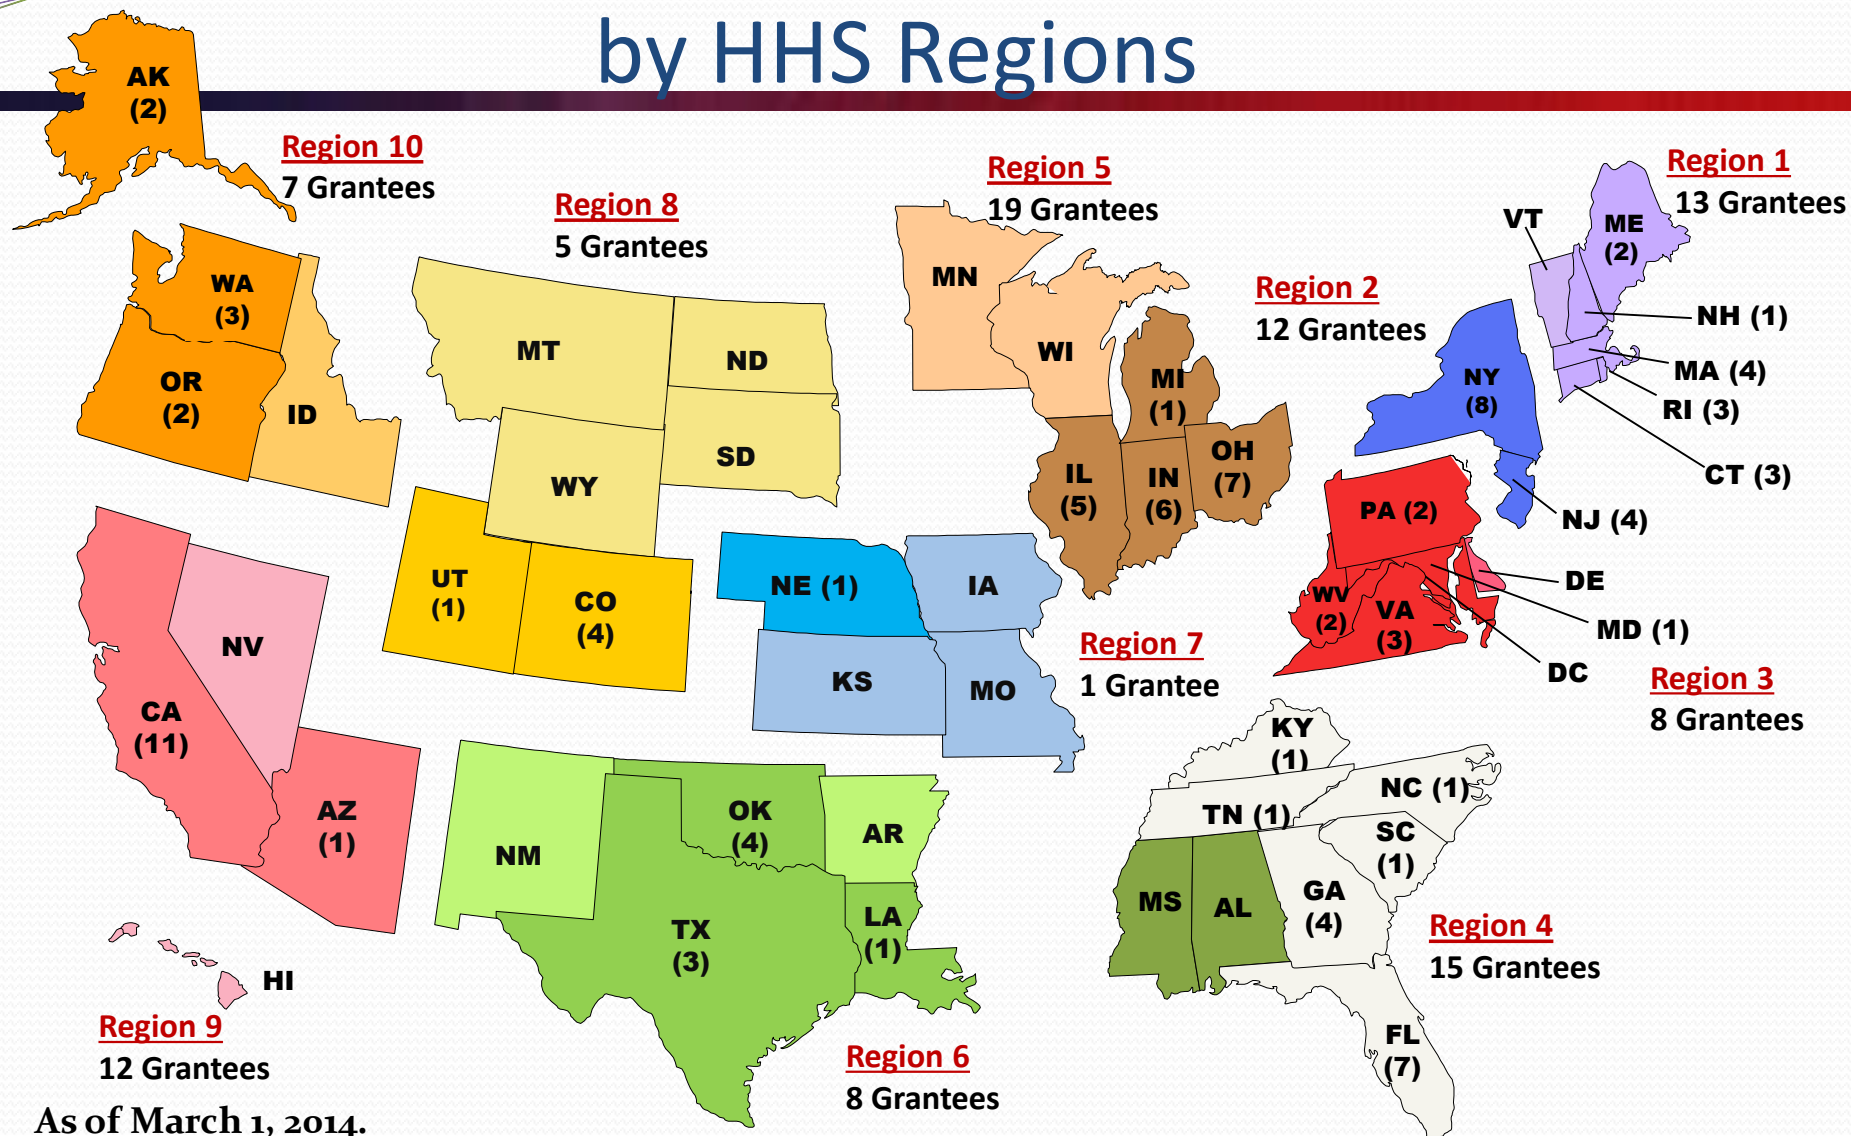 by HHS Regions
AK
(2)
Region 10
7 Grantees
WA
(3)
OR
(2)
ID
Region 8
5 Grantees
MT
ND
SD
WY
UT
(1)
CO
(4)
Region 5
19 Grantees
MN
WI
MI
(1)
IL
(5)
IN
(6)
OH
(7)
Region 1
13 Grantees
VT
ME
(2)
NH (1)
MA (4)
RI (3)
CT (3)
Region 2
12 Grantees
NY
(8)
NJ (4)
PA (2)
WV
(2)
VA
(3)
DE
MD (1)
DC
Region 3
8 Grantees
NE (1)
IA
KS
MO
Region 7
1 Grantee
CA
(11)
NV
AZ
(1)
HI
Region 9
12 Grantees
NM
OK
(4)
AR
TX
(3)
LA
(1)
Region 6
8 Grantees
KY
(1)
TN (1)
NC (1)
SC
(1)
MS
AL
GA
(4)
FL
(7)
Region 4
15 Grantees
As of March 1, 2014.